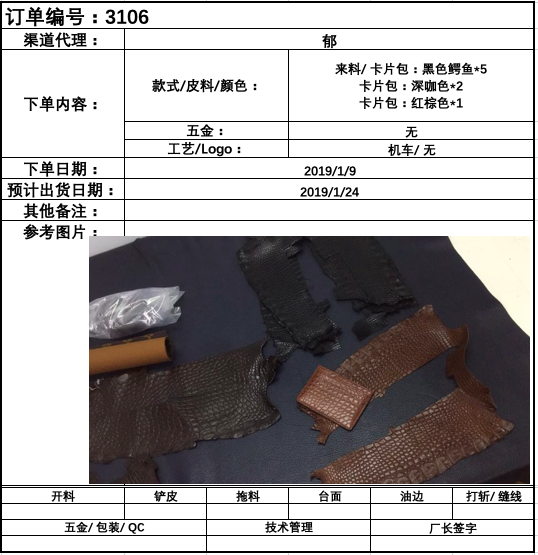 订单编号：3106
渠道代理： 郁
下单内容： 款式/皮料/颜色： 来料/ 卡片包：黑色鳄鱼*5
卡片包：深咖色*2
卡片包：红棕色*1
五金： 无
工艺/Logo： 机车/ 无
下单日期： 2019/1/9
预计出货日期： 2019/1/24
其他备注：
参考图片：
开料 铲皮 拖料 台面 油边 打斩/ 缝线
五金/ 包装/ QC 技术管理 厂长签字